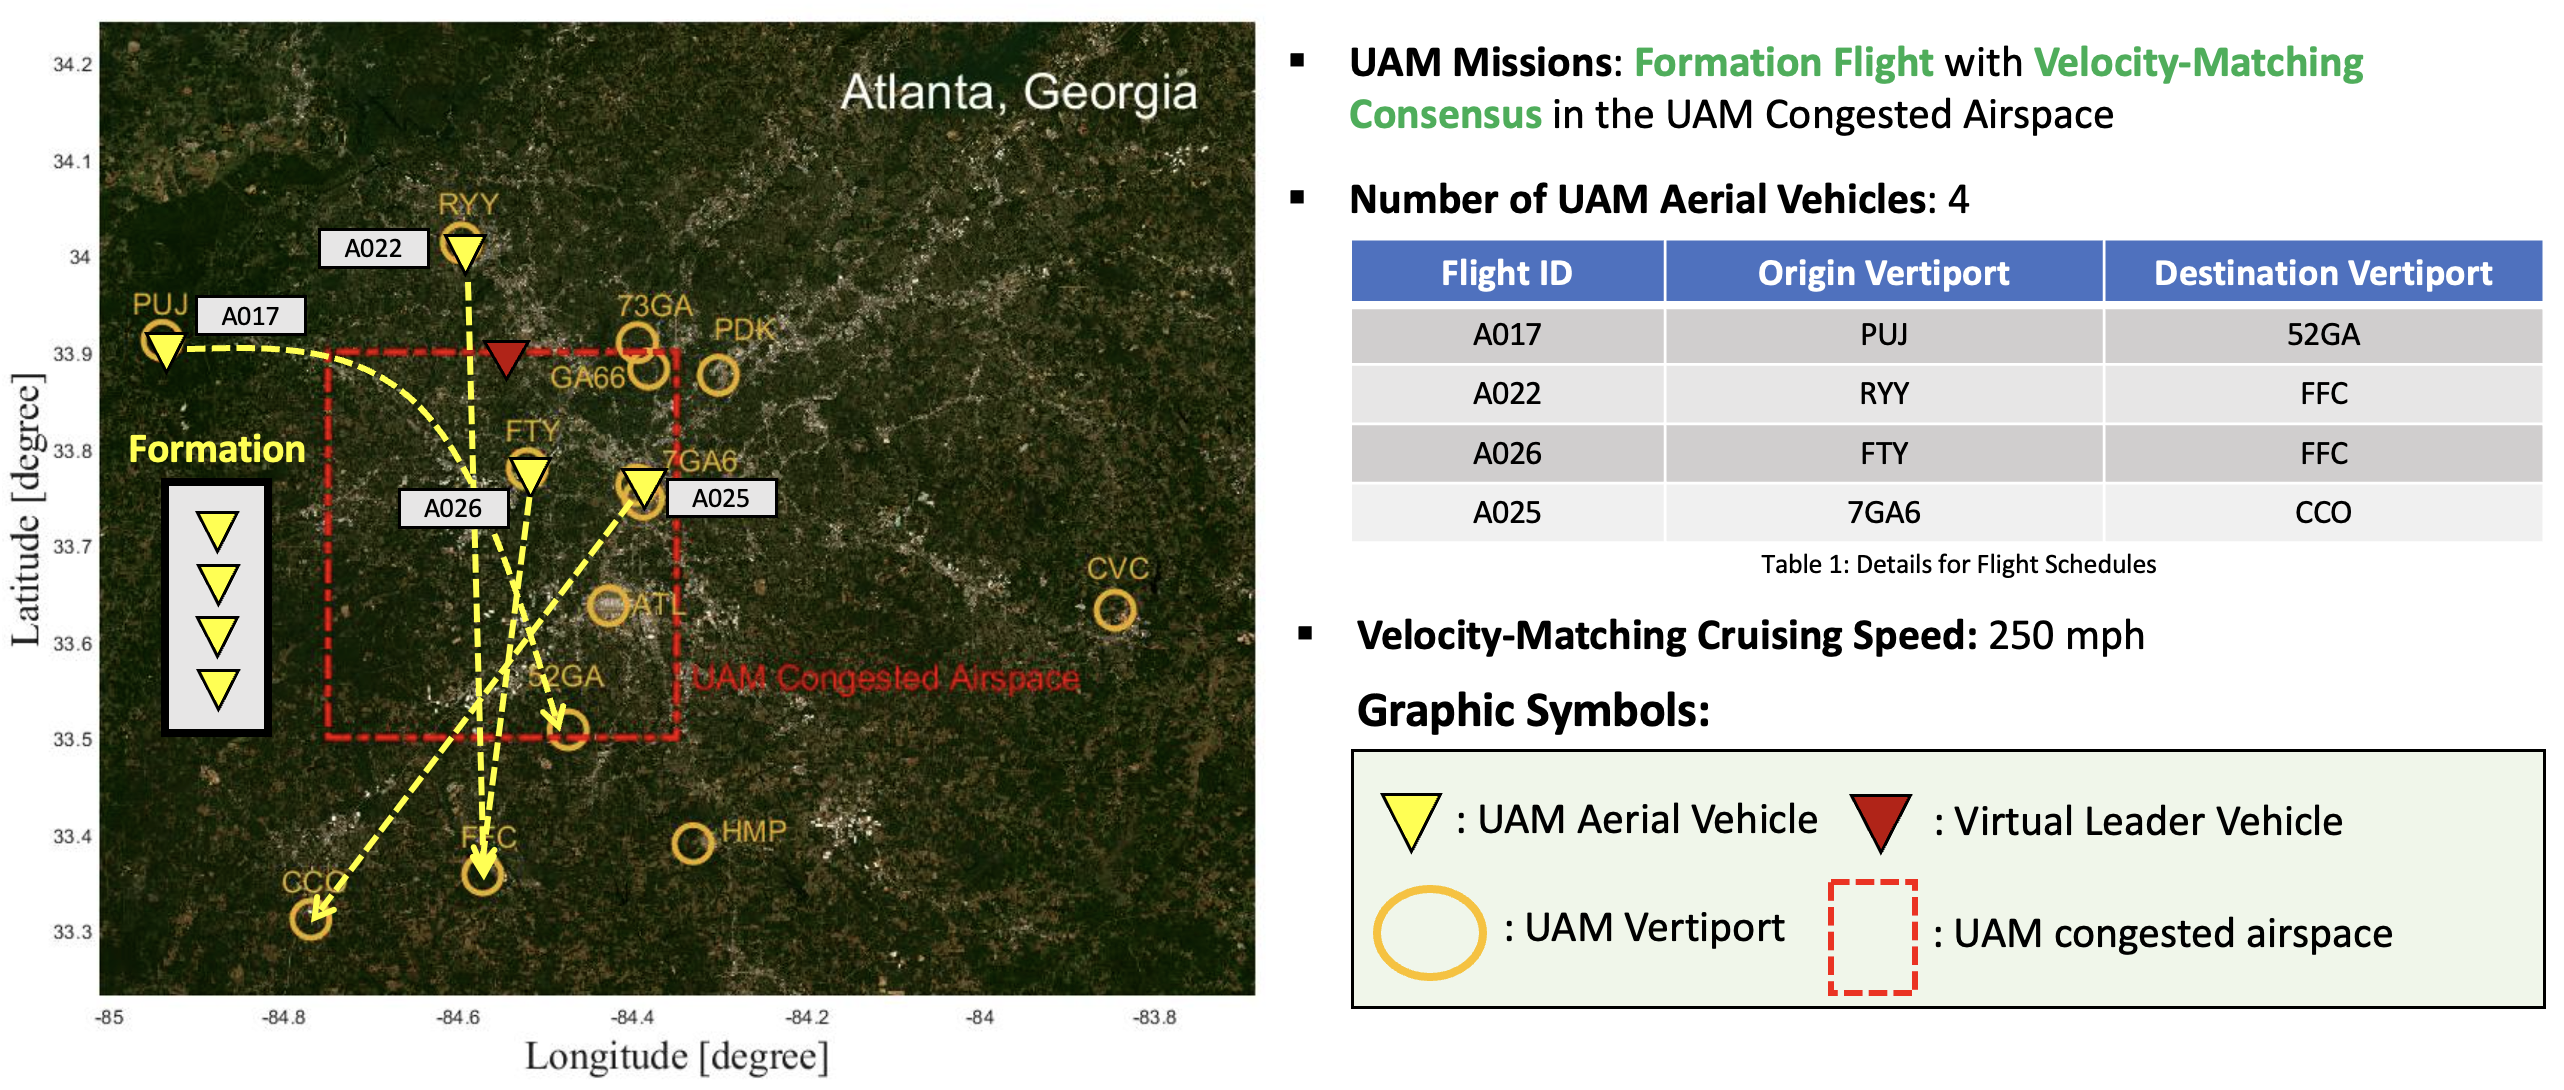 Atlanta, Georgia
34.2
34.1
34
33.9
33.8
33.7
33.6
33.5
33.4
33.3
Latitude [degree]
-85
-84.8
-84.6
-84.4
-84.2
-84
-83.8
Longitude [degree]
RYY
A022
PUJ
A017
73GA
PDK
GA66
Formation
FTY
7GA6
A026
A025
CVC
ATL
52GA
UAM Congested Airspace
FFC
HMP
CCO
▪ UAM Missions: Formation Flight with Velocity-Matching
Consensus in the UAM Congested Airspace
▪ Number of UAM Aerial Vehicles: 4
Flight ID Origin Vertiport Destination Vertiport
A017 PUJ 52GA
A022 RYY FFC
A026 FTY FFC
A025 7GA6 CCO
Table 1: Details for Flight Schedules
▪ Velocity-Matching Cruising Speed: 250 mph
Graphic Symbols:
: UAM Aerial Vehicle : Virtual Leader Vehicle
: UAM Vertiport : UAM congested airspace